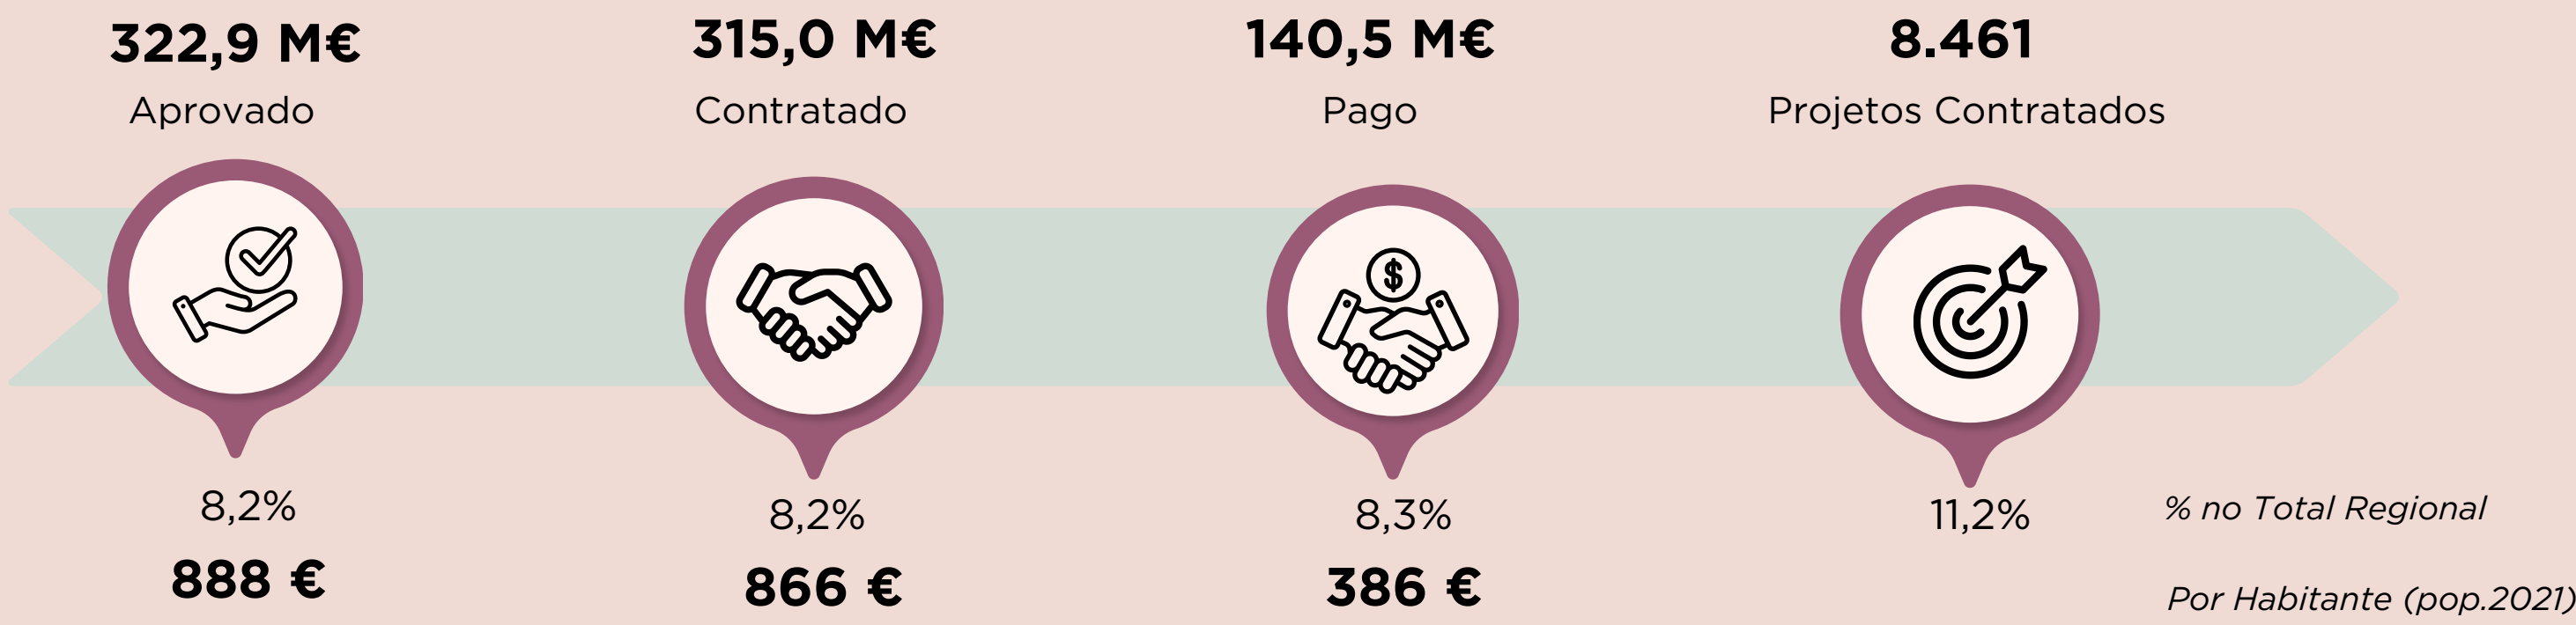 322,9 M€
Aprovado
315,0 M€
Contratado
140,5 M€
Pago
8.461
Projetos Contratados
$
8,2%
8,2%
8,3%
11,2%
% no Total Regional
888 €
866 €
386 €
Por Habitante (pop.2021)